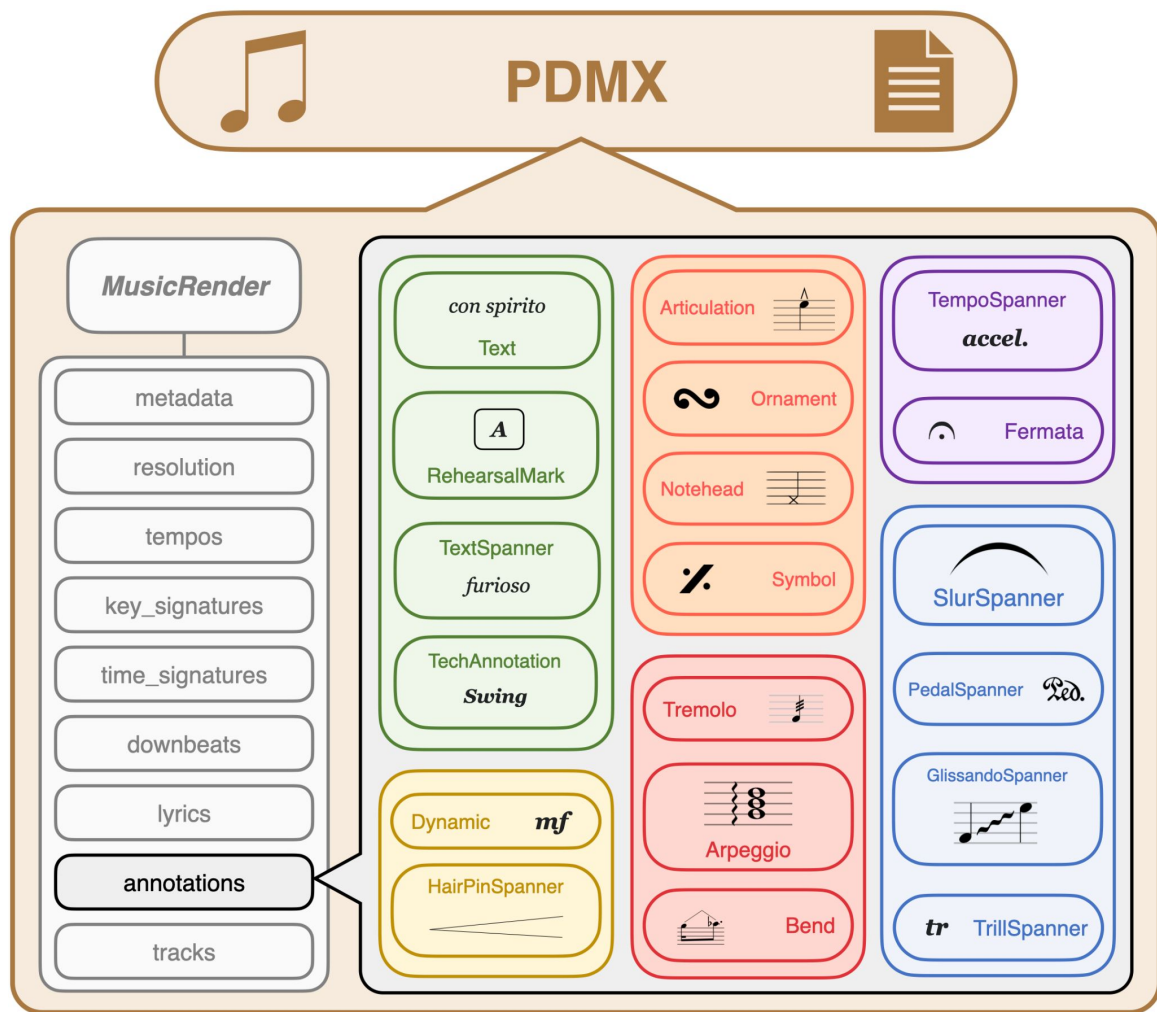 PDMX
MusicRender
metadata
resolution
tempos
key_signatures
time_signatures
downbeats
lyrics
annotations
tracks
con spirito
Text
A
RehearsalMark
TextSpanner
furioso
TechAnnotation
Swing
Dynamic mf
HairPinSpanner
Articulation
Ornament
Notehead
Symbol
Tremolo
Arpeggio
Bend
TempoSpanner
accel.
Fermata
SlurSpanner
PedalSpanner Ped.
GlissandoSpanner
tr TrillSpanner